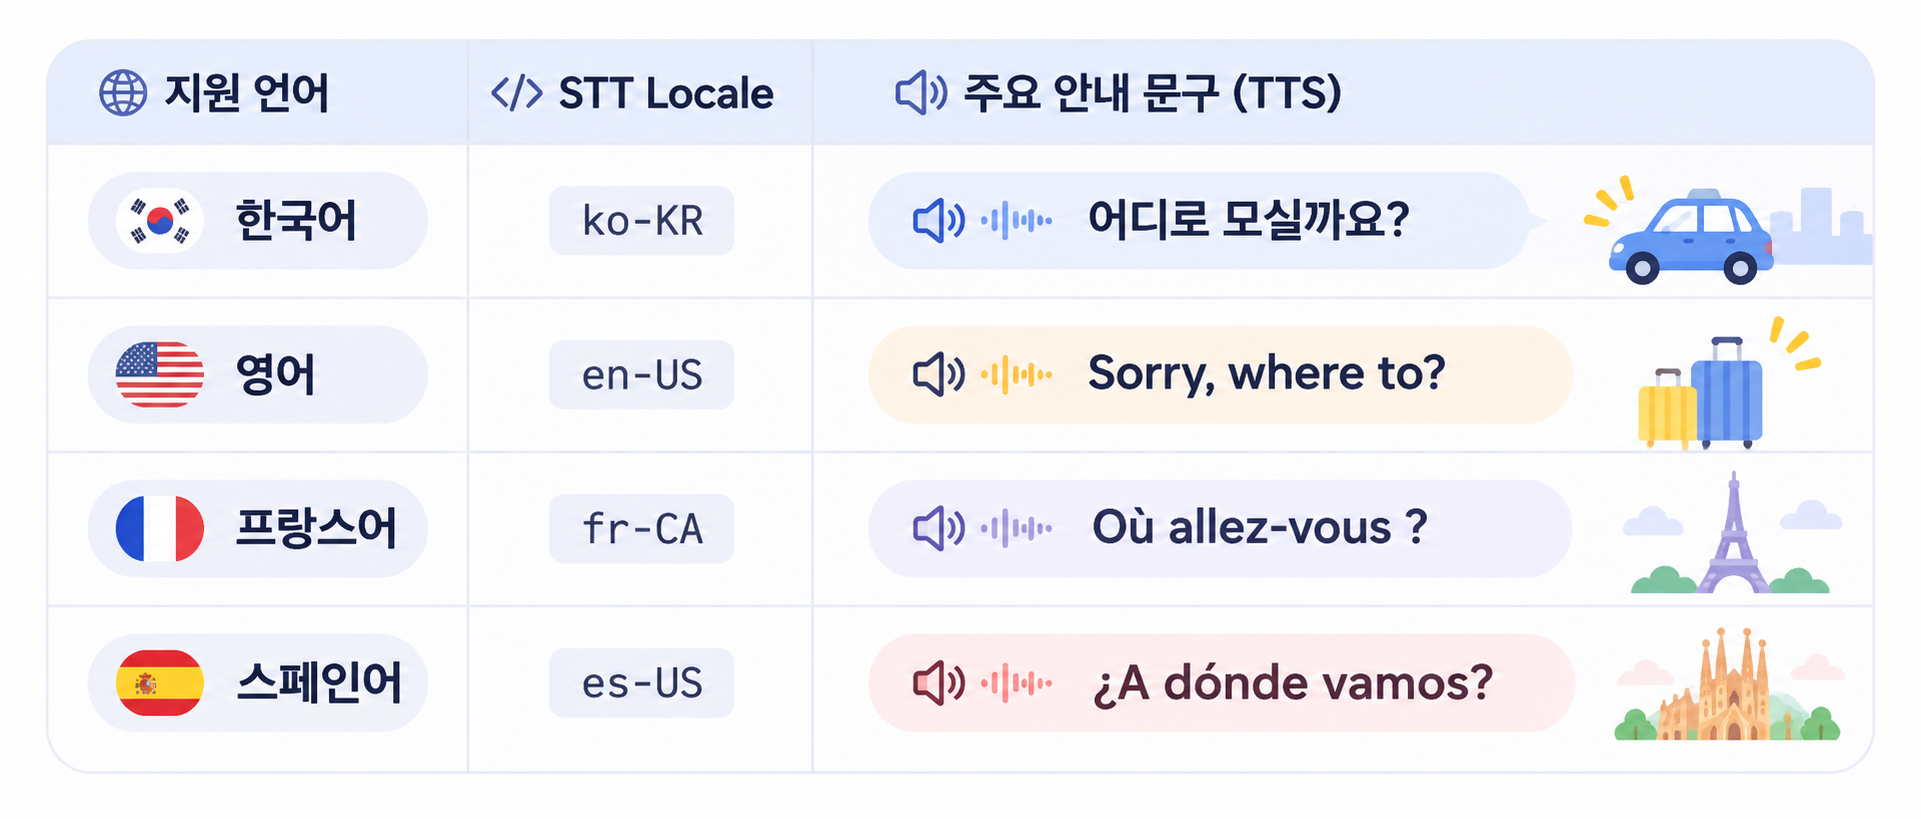 지원 언어
</> STT Locale
주요 안내 문구 (TTS)
한국어
ko-KR
어디로 모실까요?
영어
en-US
Sorry, where to?
프랑스어
fr-CA
Où allez-vous ?
스페인어
es-US
¿A dónde vamos?